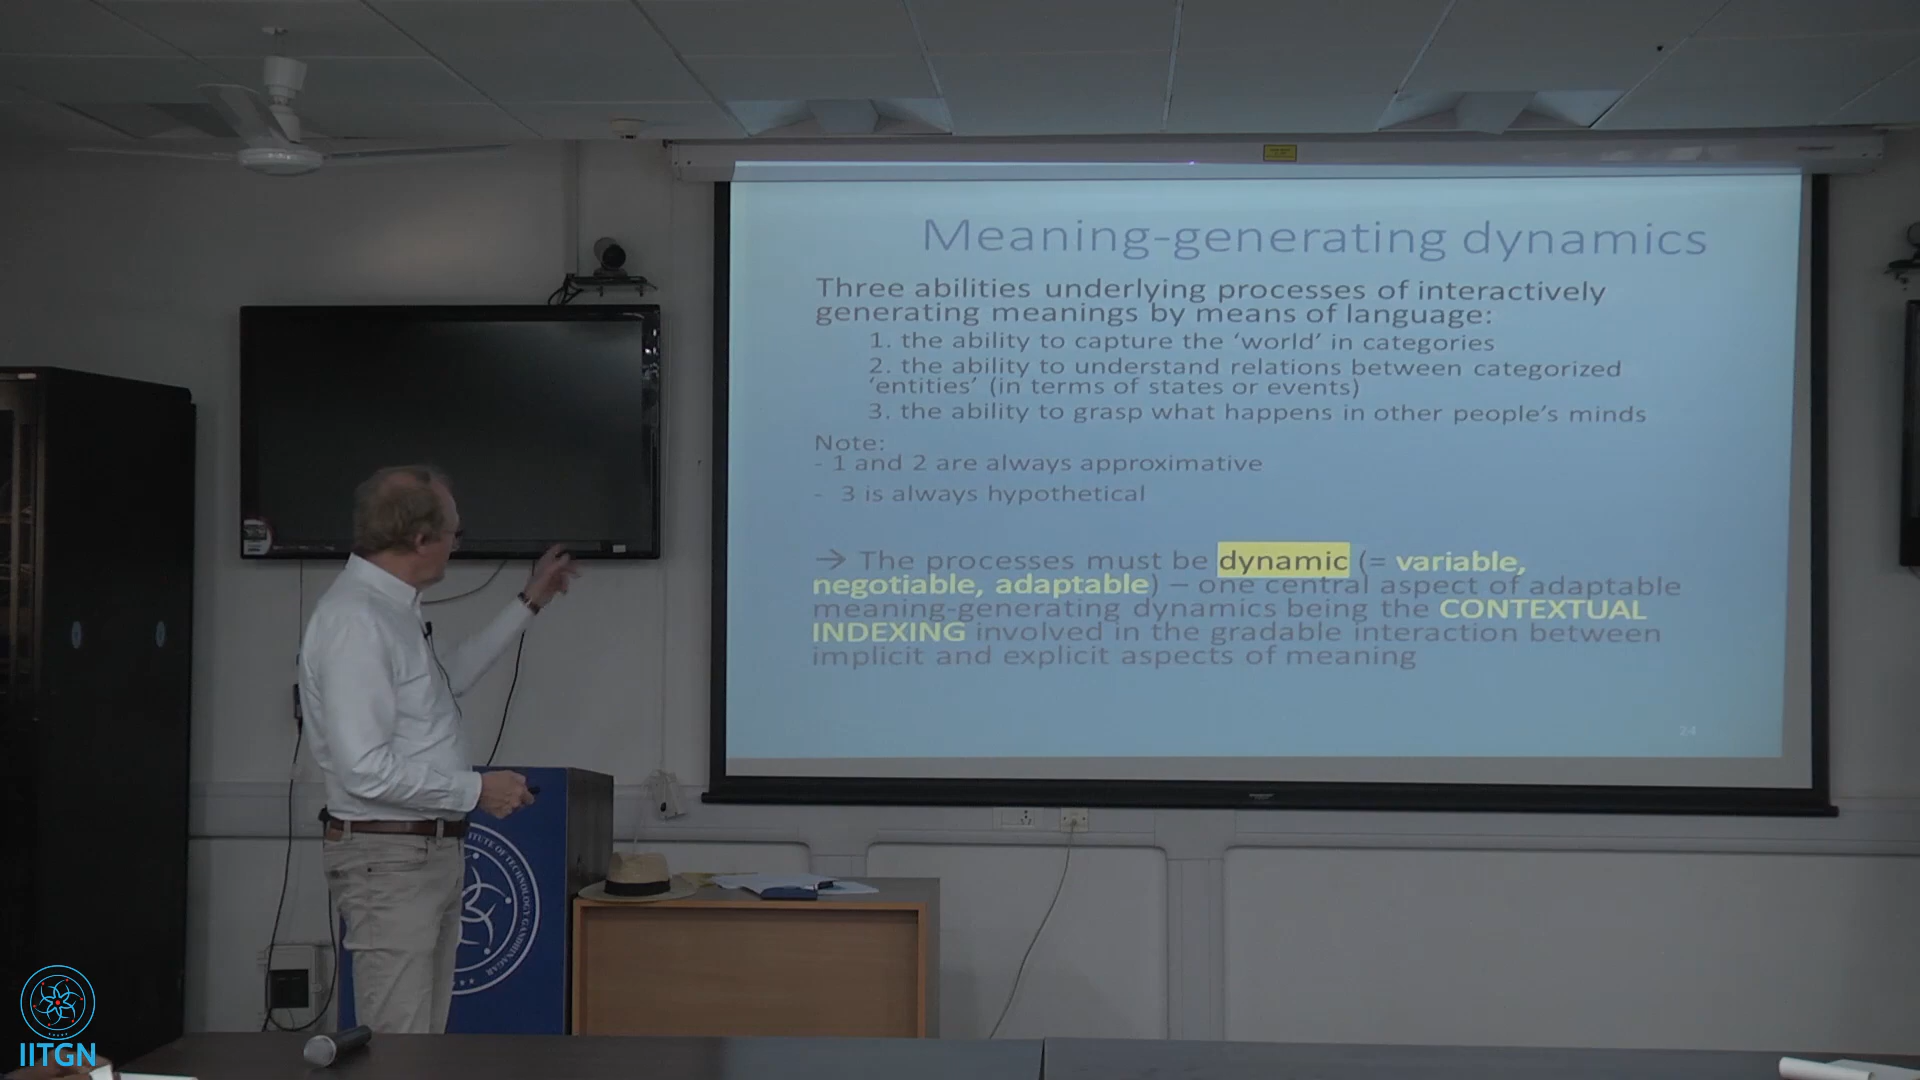 Meaning-generating dynamics
Three abilities underlying processes of interactively
generating meanings by means of language:
1. the ability to capture the ‘world’ in categories
2. the ability to understand relations between categorized
‘entities’ (in terms of states or events)
3. the ability to grasp what happens in other people’s minds
Note:
- 1 and 2 are always approximative
- 3 is always hypothetical
→ The processes must be dynamic (= variable,
negotiable, adaptable) – one central aspect of adaptable
meaning-generating dynamics being the CONTEXTUAL
INDEXING involved in the gradable interaction between
implicit and explicit aspects of meaning
24
OF TECHNOLOGY GANDHINAGAR
IITGN